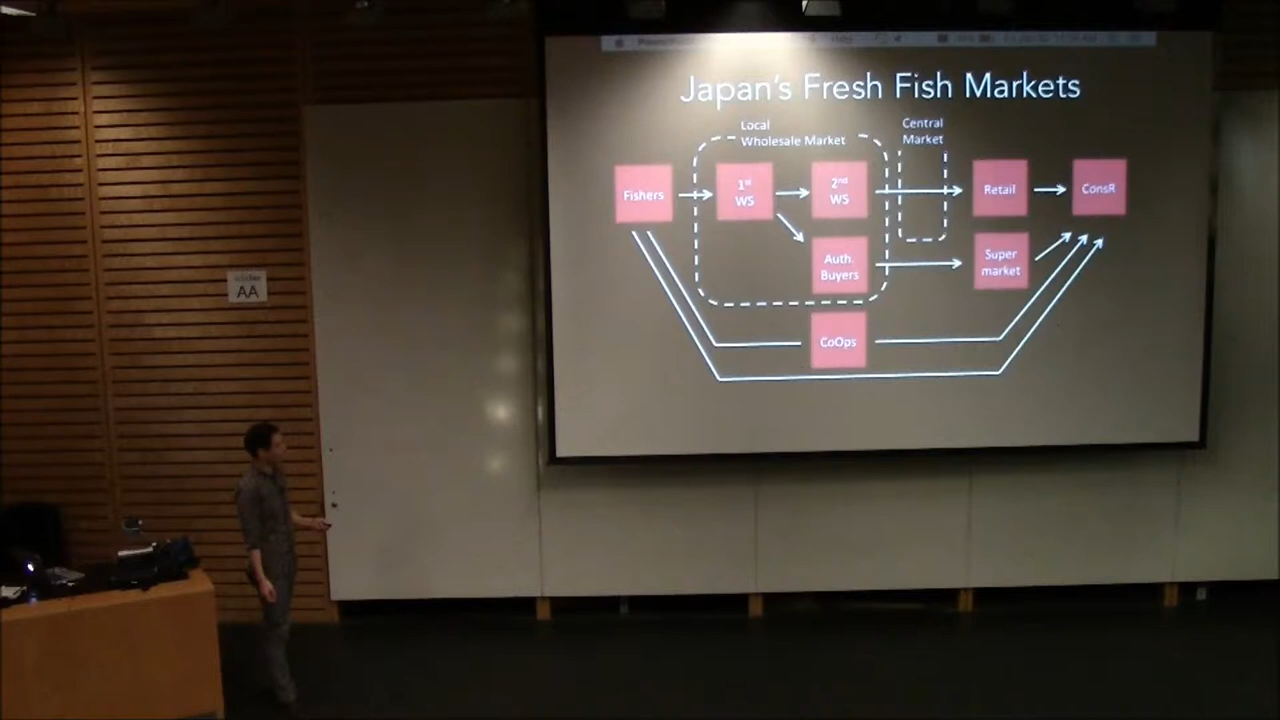 Japan's Fresh Fish Markets
Local
Wholesale Market
Central
Market
Fishers
1st
WS
2nd
WS
Retail
ConsR
Auth.
Buyers
Super
market
CoOps
AA